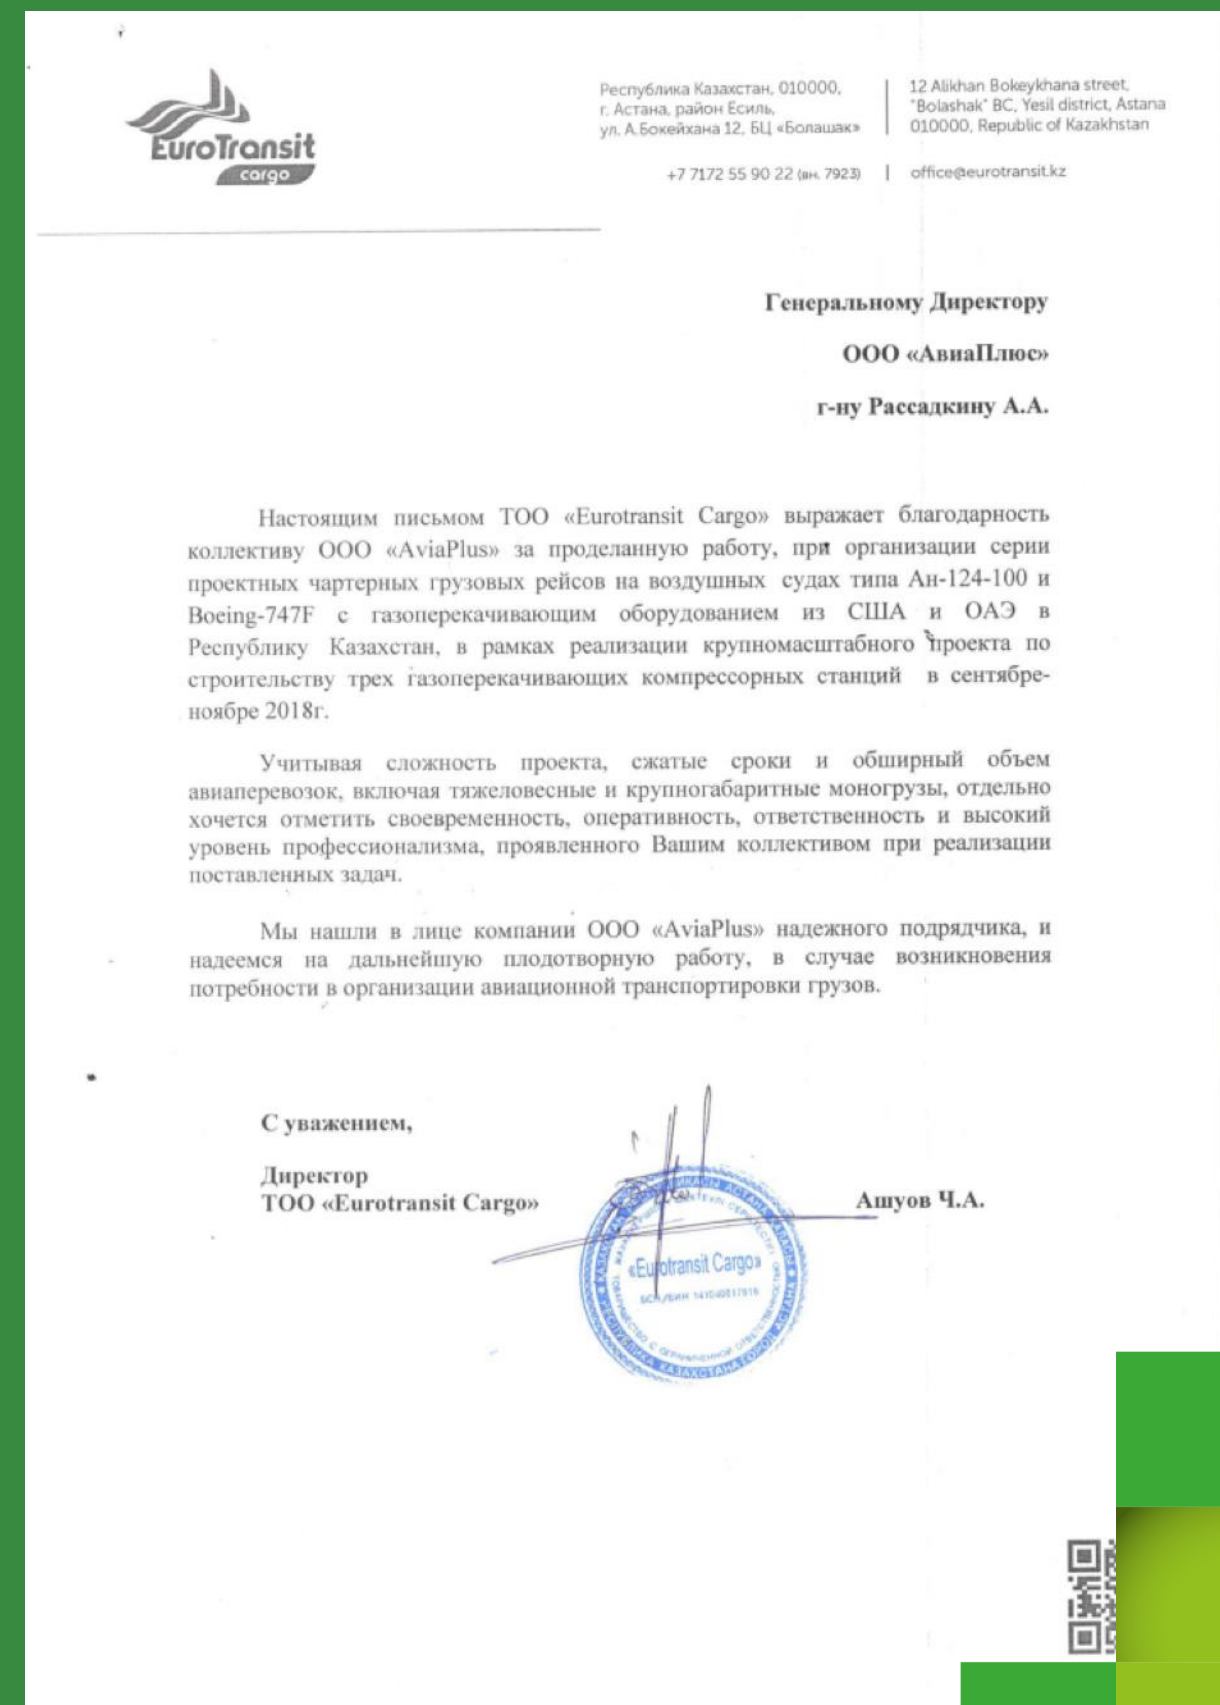 EuroTransit
cargo
Республика Казахстан, 010000,
г. Астана, район Есиль,
ул. А.Бокейхана 12, БЦ «Болашак»
+7 7172 55 90 22 (вн. 7923)
12 Alikhan Bokeykhana street,
"Bolashak" BC, Yesil district, Astana
010000, Republic of Kazakhstan
office@eurotransit.kz
Генеральному Директору
ООО «АвиаПлюс»
г-ну Рассадкину А.А.
Настоящим письмом ТОО «Eurotransit Cargo» выражает благодарность
коллективу ООО «AviaPlus» за проделанную работу, при организации серии
проектных чартерных грузовых рейсов на воздушных судах типа Ан-124-100 и
Boeing-747F с газоперекачивающим оборудованием из США и ОАЭ в
Республику Казахстан, в рамках реализации крупномасштабного проекта по
строительству трех газоперекачивающих компрессорных станций в сентябре-
ноябре 2018г.
Учитывая сложность проекта, сжатые сроки и обширный объем
авиаперевозок, включая тяжеловесные и крупногабаритные моногрузы, отдельно
хочется отметить своевременность, оперативность, ответственность и высокий
уровень профессионализма, проявленного Вашим коллективом при реализации
поставленных задач.
Мы нашли в лице компании ООО «AviaPlus» надежного подрядчика, и
надеемся на дальнейшую плодотворную работу, в случае возникновения
потребности в организации авиационной транспортировки грузов.
С уважением,
Директор
ТОО «Eurotransit Cargo»
Ашуов Ч.А.
«Eurotransit Cargo»
РЕСПУБЛИКА КАЗАХСТАН ГОРОД АСТАНА
ТОВАРИЩЕСТВО С ОГРАНИЧЕННОЙ ОТВЕТСТВЕННОСТЬЮ